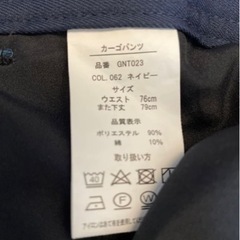 カーゴパンツ
品番 GNT023
COL.062 ネイビー
サイズ
ウエスト 76cm
また下丈 79cm
品質表示
ポリエステル 90%
綿 10%
取り扱い方
40